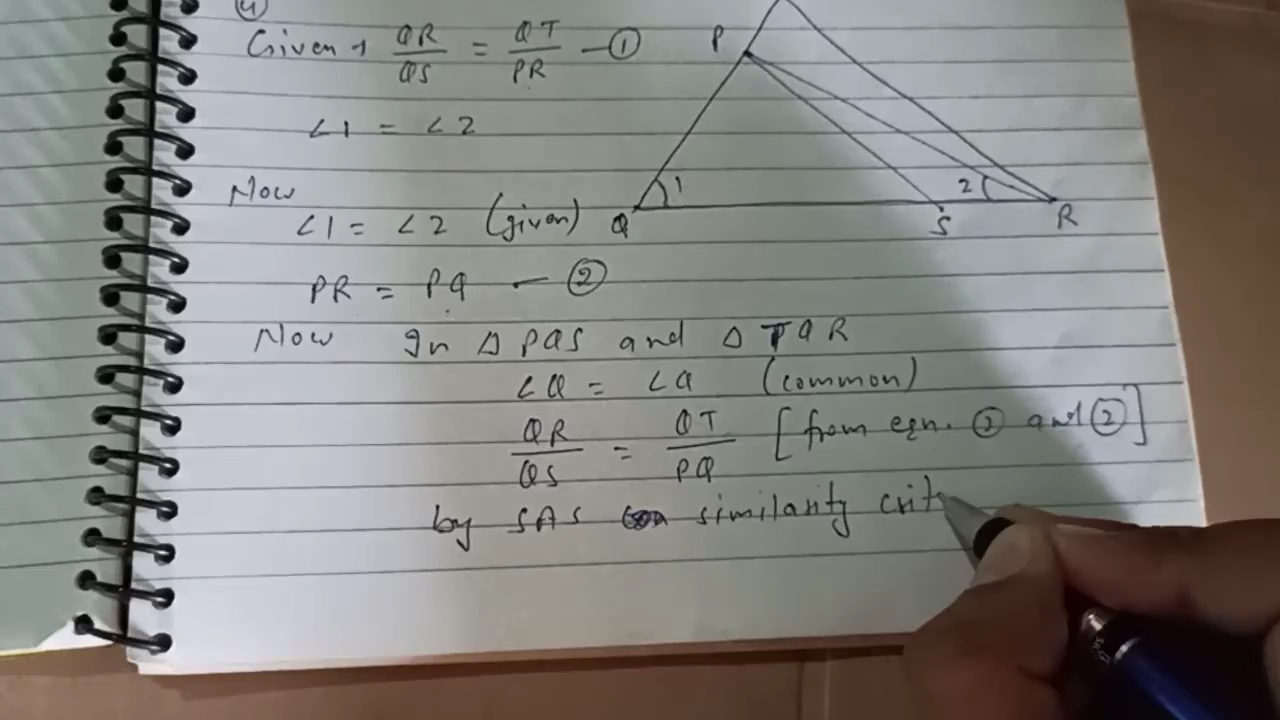 4
Given → QR/QS = QT/PR — ①
∠1 = ∠2
Now
∠1 = ∠2 (given)
PR = PQ — ②
Now In Δ PQS and Δ TQR
∠Q = ∠Q (common)
QR/QS = QT/PQ [from eqn. ① and ②]
by SAS similarity crite
P
1
Q
2
S
R